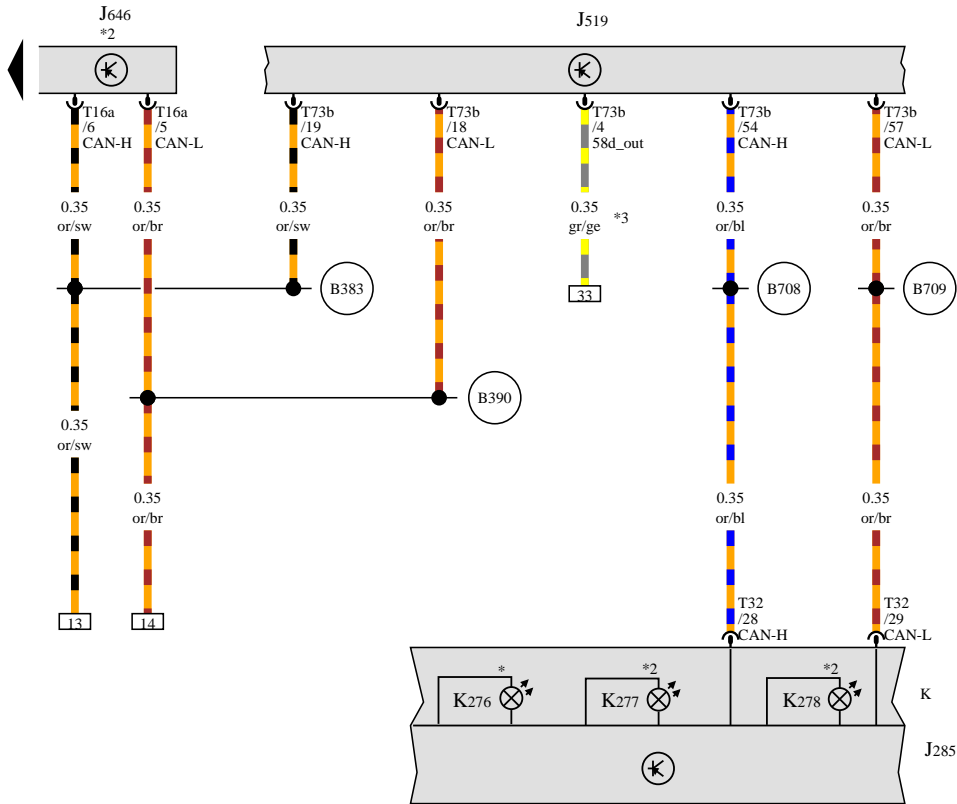 J646
*2
J519
T16a
/6
CAN-H
T16a
/5
CAN-L
T73b
/19
CAN-H
T73b
/18
CAN-L
T73b
/4
58d_out
T73b
/54
CAN-H
T73b
/57
CAN-L
0.35
or/sw
0.35
or/br
0.35
or/sw
0.35
or/br
0.35
gr/ge
*3
0.35
or/bl
0.35
or/br
B383
33
B708
B709
B390
0.35
or/sw
0.35
or/br
0.35
or/bl
0.35
or/br
13
14
T32
/28
CAN-H
T32
/29
CAN-L
*
K276
*2
K277
*2
K278
K
J285